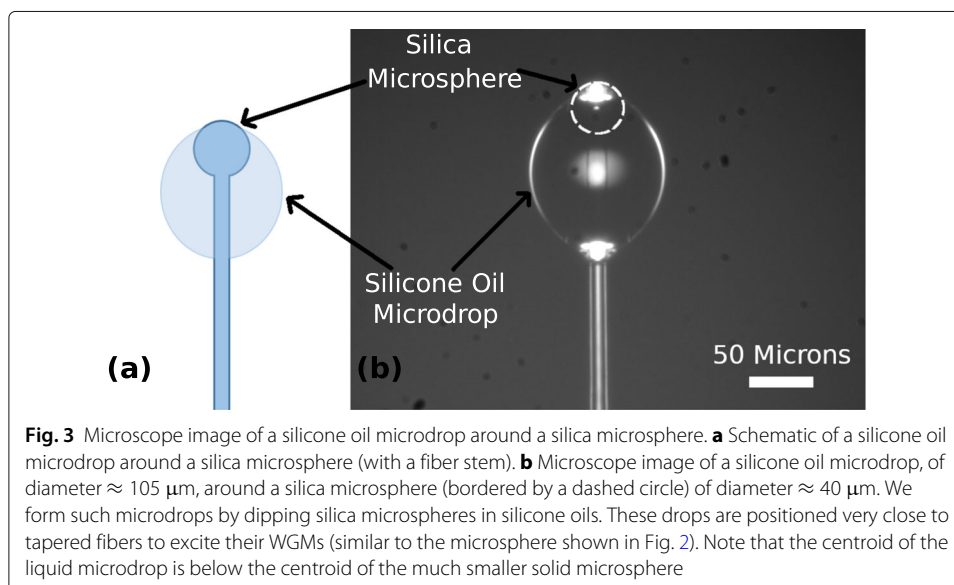 Silica
Microsphere
Silicone Oil
Microdrop
(a)
(b)
50 Microns
Fig. 3 Microscope image of a silicone oil microdrop around a silica microsphere. a Schematic of a silicone oil
microdrop around a silica microsphere (with a fiber stem). b Microscope image of a silicone oil microdrop, of
diameter ≈ 105 μm, around a silica microsphere (bordered by a dashed circle) of diameter ≈ 40 μm. We
form such microdrops by dipping silica microspheres in silicone oils. These drops are positioned very close to
tapered fibers to excite their WGMs (similar to the microsphere shown in Fig. 2). Note that the centroid of the
liquid microdrop is below the centroid of the much smaller solid microsphere